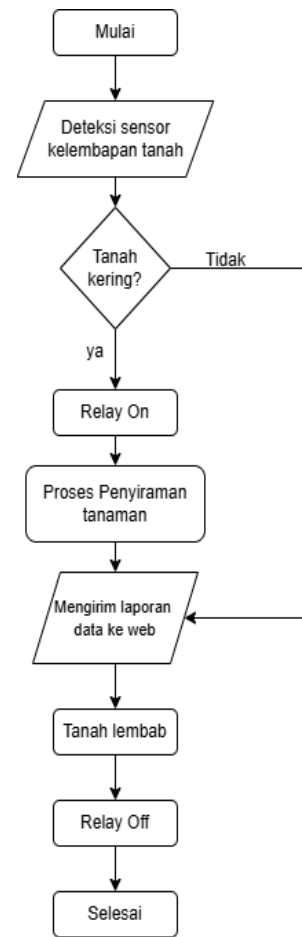 Mulai
Deteksi sensor
kelembapan tanah
Tanah
kering?
Tidak
ya
Relay On
Proses Penyiraman
tanaman
Mengirim laporan
data ke web
Tanah lembab
Relay Off
Selesai